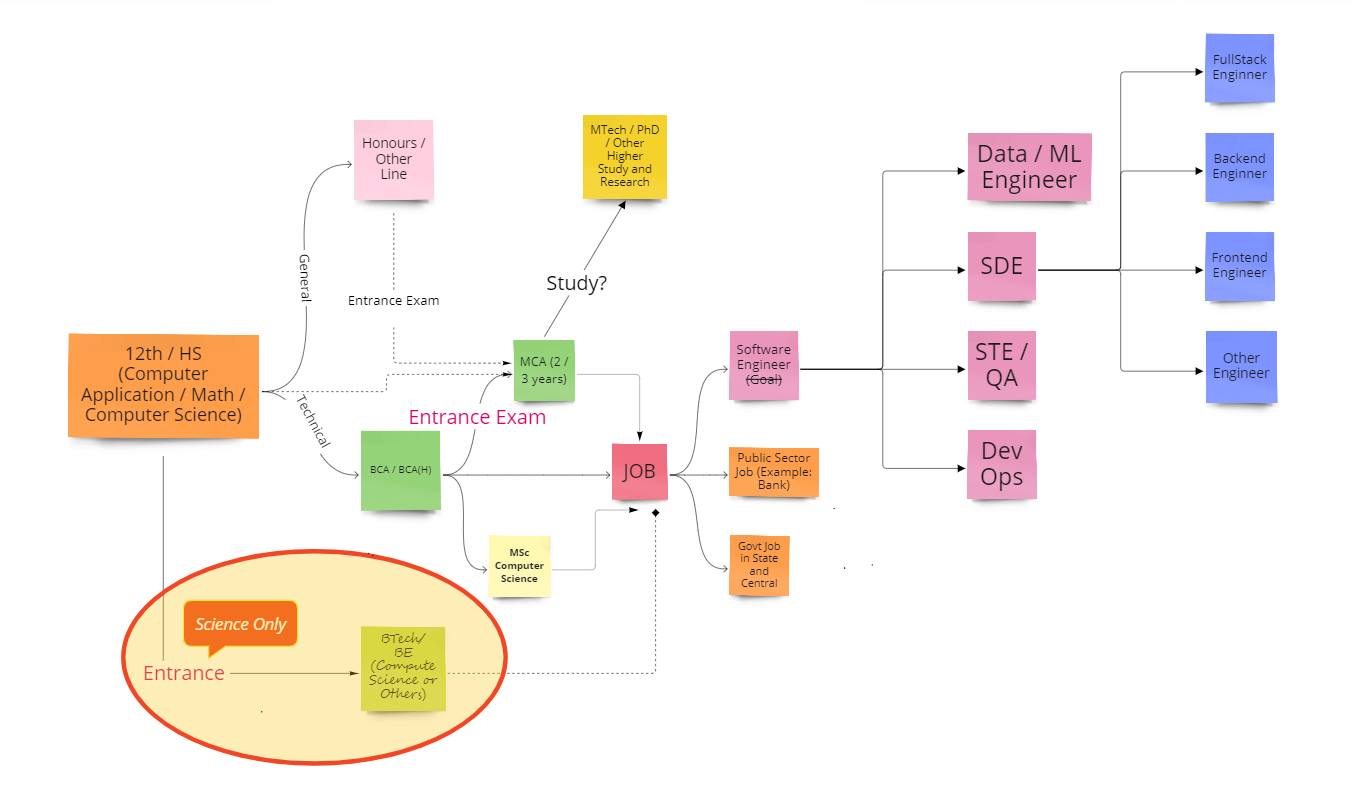 FullStack
Enginner
Honours /
Other
Line
MTech / PhD
/ Other
Higher
Study and
Research
Data / ML
Engineer
Backend
Enginner
General
Entrance Exam
Study?
SDE
Frontend
Engineer
12th / HS
(Computer
Application / Math /
Computer Science)
MCA (2 /
3 years)
Software
Engineer
(Goal)
STE /
QA
Other
Engineer
Technical
Entrance Exam
BCA / BCA(H)
JOB
Public Sector
Job (Example:
Bank)
Dev
Ops
MSc
Computer
Science
Govt Job
in State
and
Central
Science Only
Entrance
BTech/
BE
(Compute
Science or
Others)